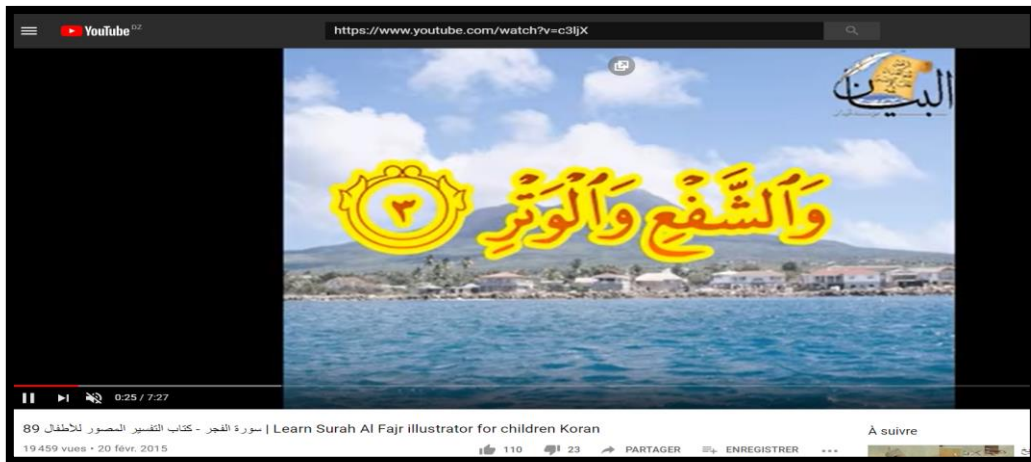 YouTube DZ
https://www.youtube.com/watch?v=c3ljX
البيان
وَٱلشَّفْعِ وَٱلْوَتْرِ ٣
0:25 / 7:27
سورة الفجر - كتاب التفسير المصور للأطفال 89 | Learn Surah Al Fajr illustrator for children Koran
À suivre
19 459 vues • 20 févr. 2015
110 23 PARTAGER ENREGISTRER